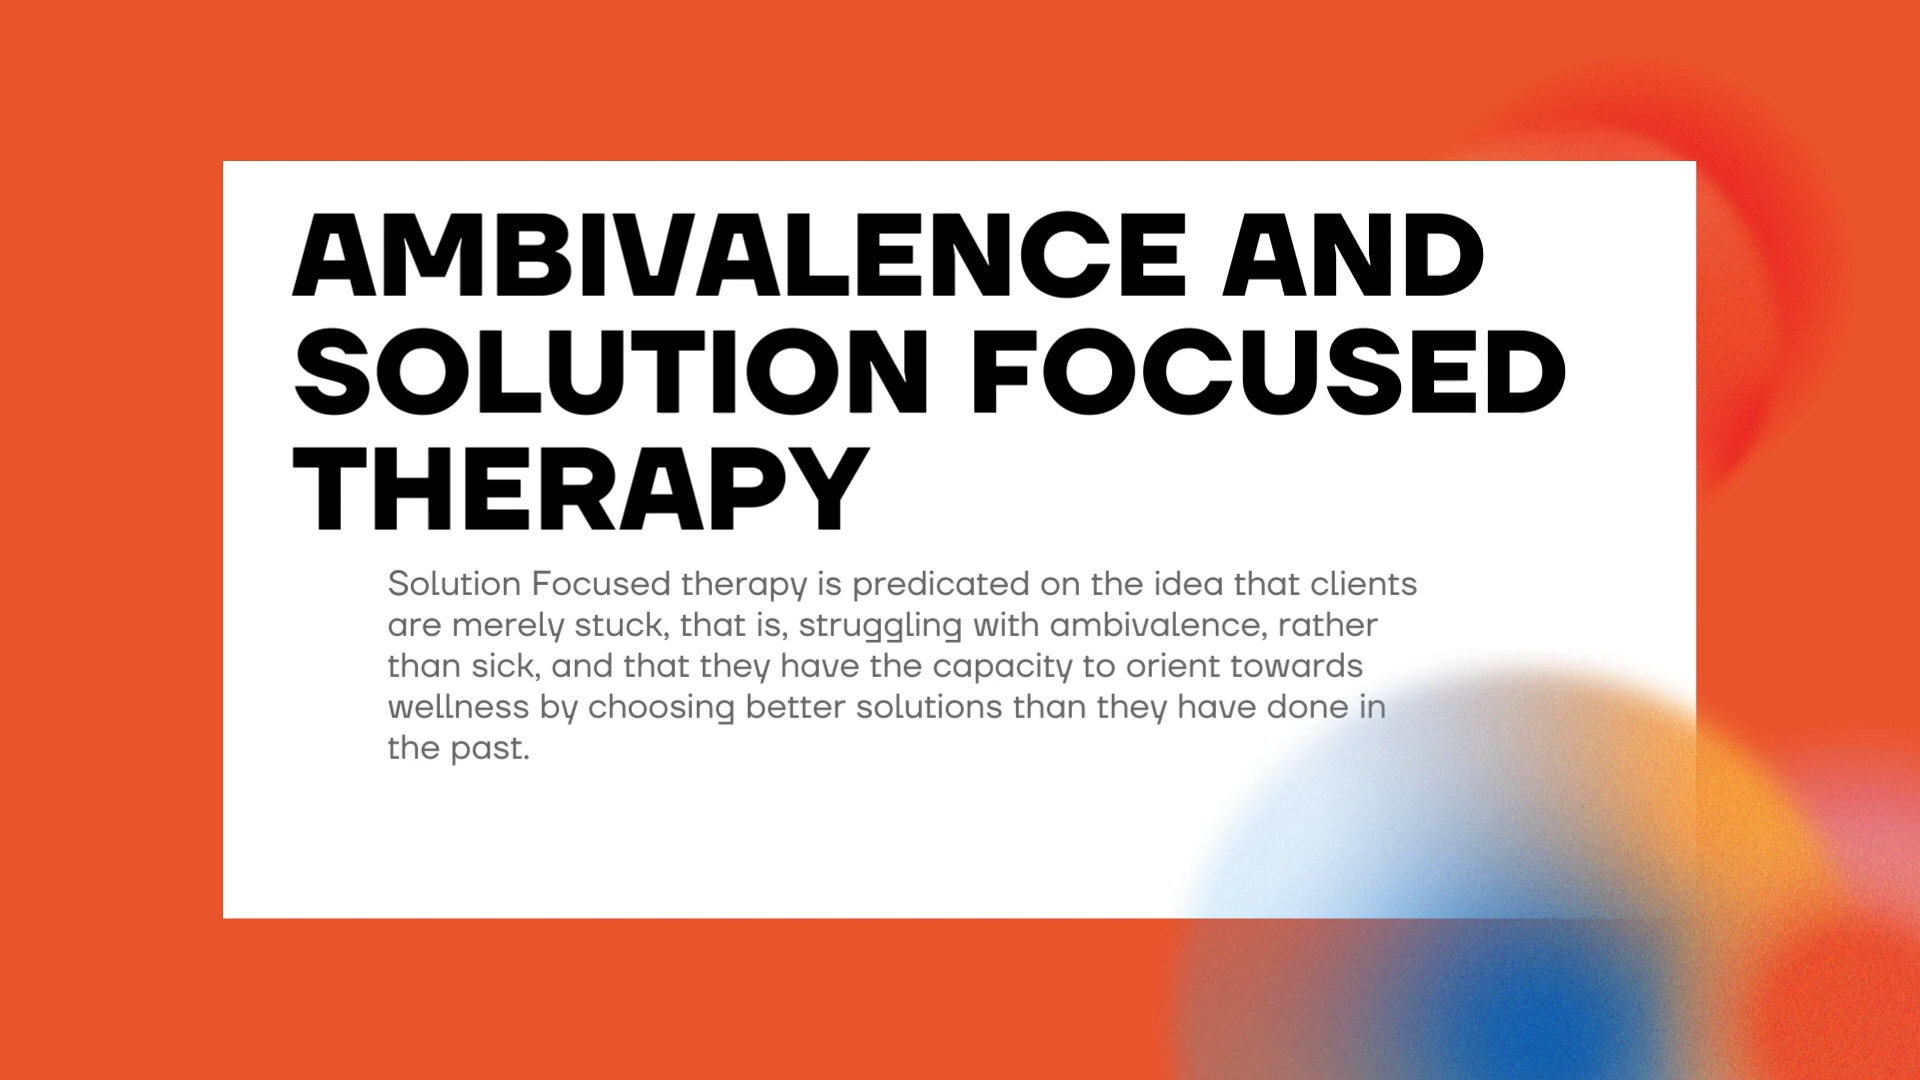 AMBIVALENCE AND
SOLUTION FOCUSED
THERAPY
Solution Focused therapy is predicated on the idea that clients
are merely stuck, that is, struggling with ambivalence, rather
than sick, and that they have the capacity to orient towards
wellness by choosing better solutions than they have done in
the past.